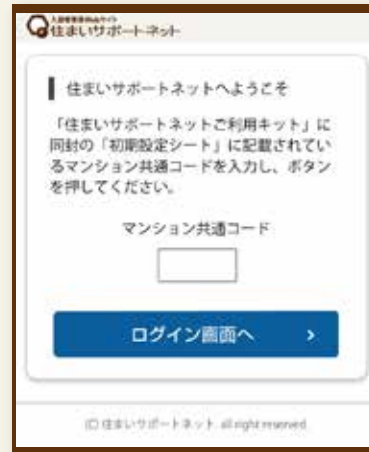 住まいサポートネット
住まいサポートネットへようこそ
「住まいサポートネットご利用キット」に
同封の「初期設定シート」に記載されてい
るマンション共通コードを入力し、ボタン
を押してください。
マンション共通コード
ログイン画面へ
(C) 住まいサポートネット all right reserved